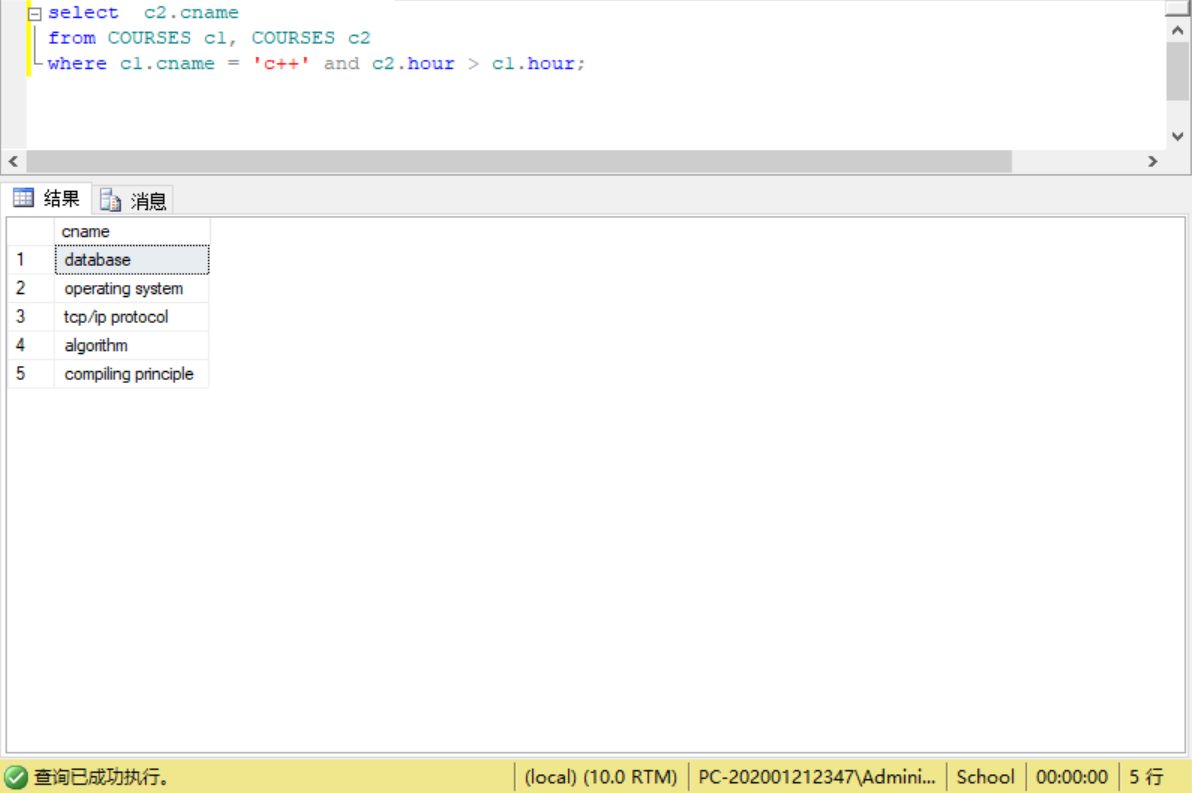 select  c2.cname
from COURSES c1, COURSES c2
where c1.cname = 'c++' and c2.hour > c1.hour;
结果 消息
cname
1 database
2 operating system
3 tcp/ip protocol
4 algorithm
5 compiling principle
查询已成功执行。 (local) (10.0 RTM) PC-202001212347\Admini... School 00:00:00 5 行